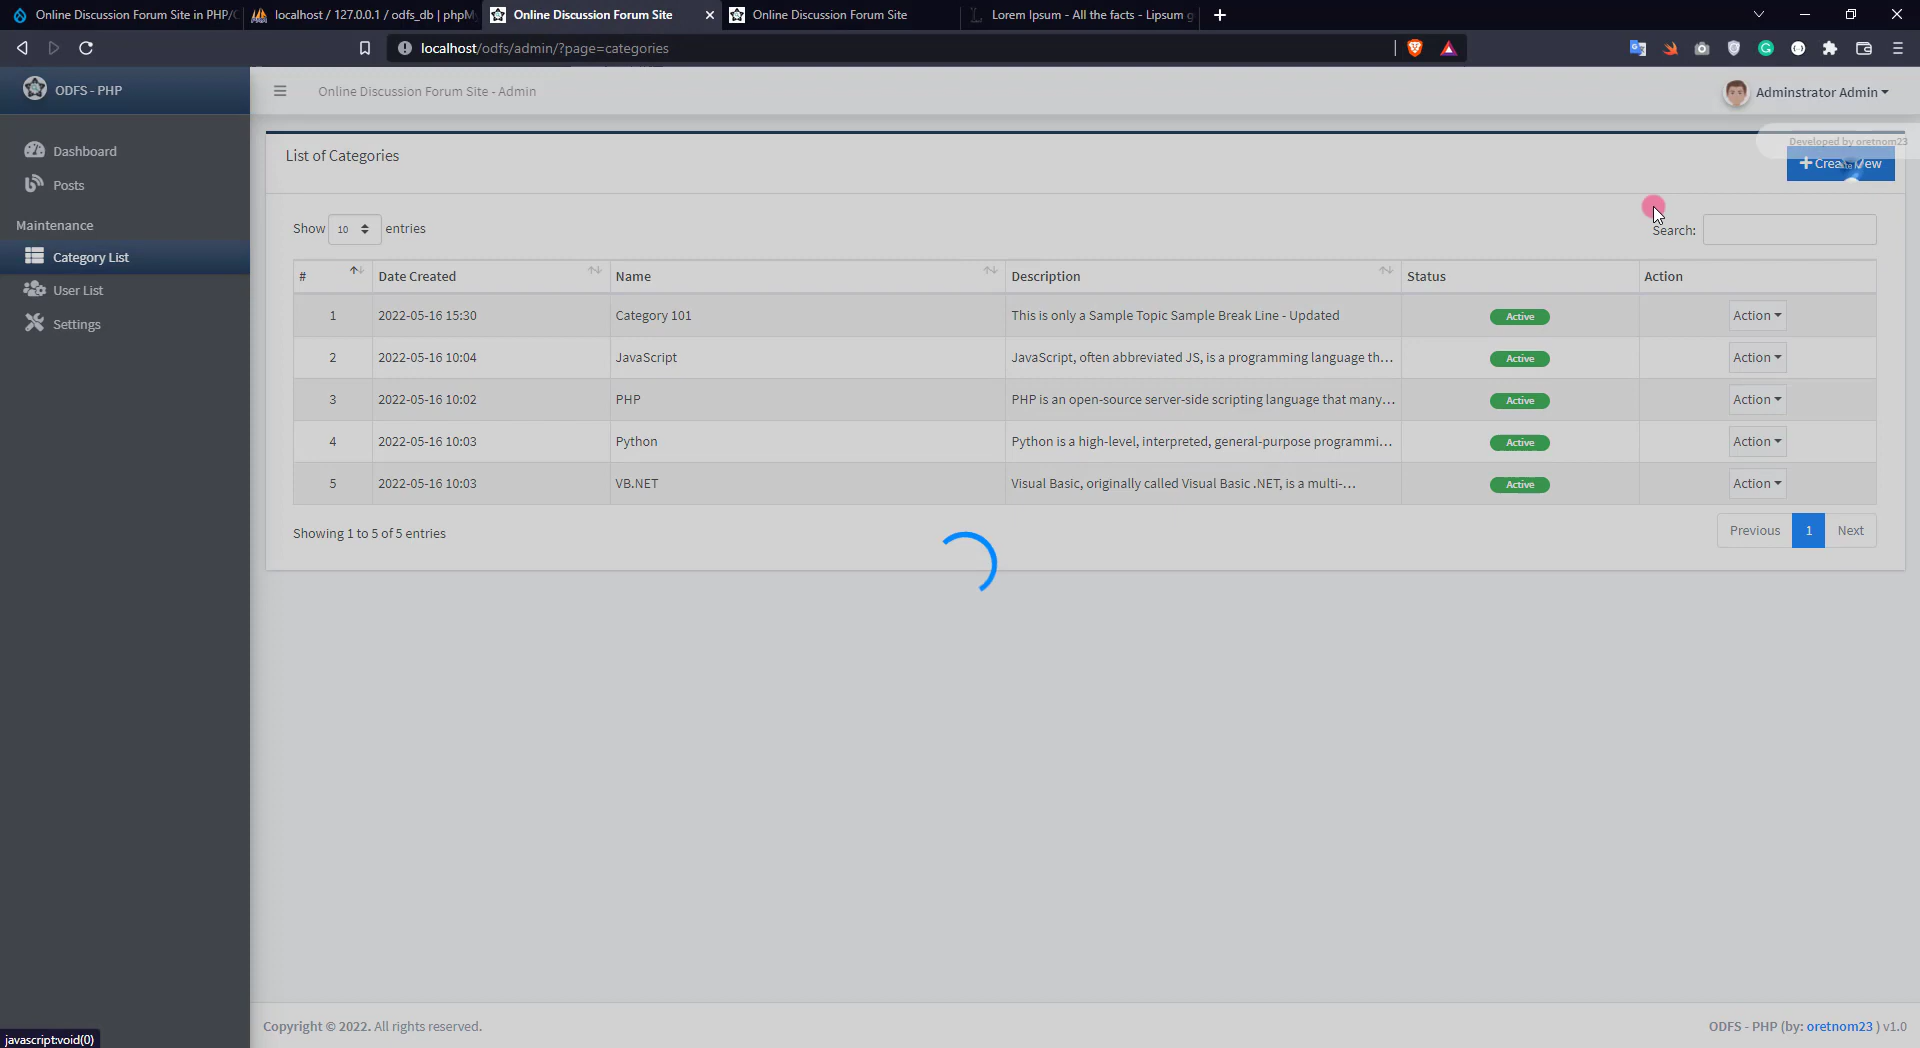 Online Discussion Forum Site in PHP/C
localhost / 127.0.0.1 / odfs_db | phpM
Online Discussion Forum Site
Online Discussion Forum Site
Lorem Ipsum - All the facts - Lipsum g
localhost/odfs/admin/?page=categories
ODFS - PHP
Online Discussion Forum Site - Admin
Adminstrator Admin
Dashboard
Posts
Maintenance
Category List
User List
Settings
Developed by oretnom23
List of Categories
Show 10 entries
Search:
# Date Created Name Description Status Action
1 2022-05-16 15:30 Category 101 This is only a Sample Topic Sample Break Line - Updated Active Action
2 2022-05-16 10:04 JavaScript JavaScript, often abbreviated JS, is a programming language th... Active Action
3 2022-05-16 10:02 PHP PHP is an open-source server-side scripting language that many... Active Action
4 2022-05-16 10:03 Python Python is a high-level, interpreted, general-purpose programmi... Active Action
5 2022-05-16 10:03 VB.NET Visual Basic, originally called Visual Basic .NET, is a multi-... Active Action
Showing 1 to 5 of 5 entries
Previous 1 Next
Copyright © 2022. All rights reserved.
ODFS - PHP (by: oretnom23 ) v1.0
javascript:void(0)